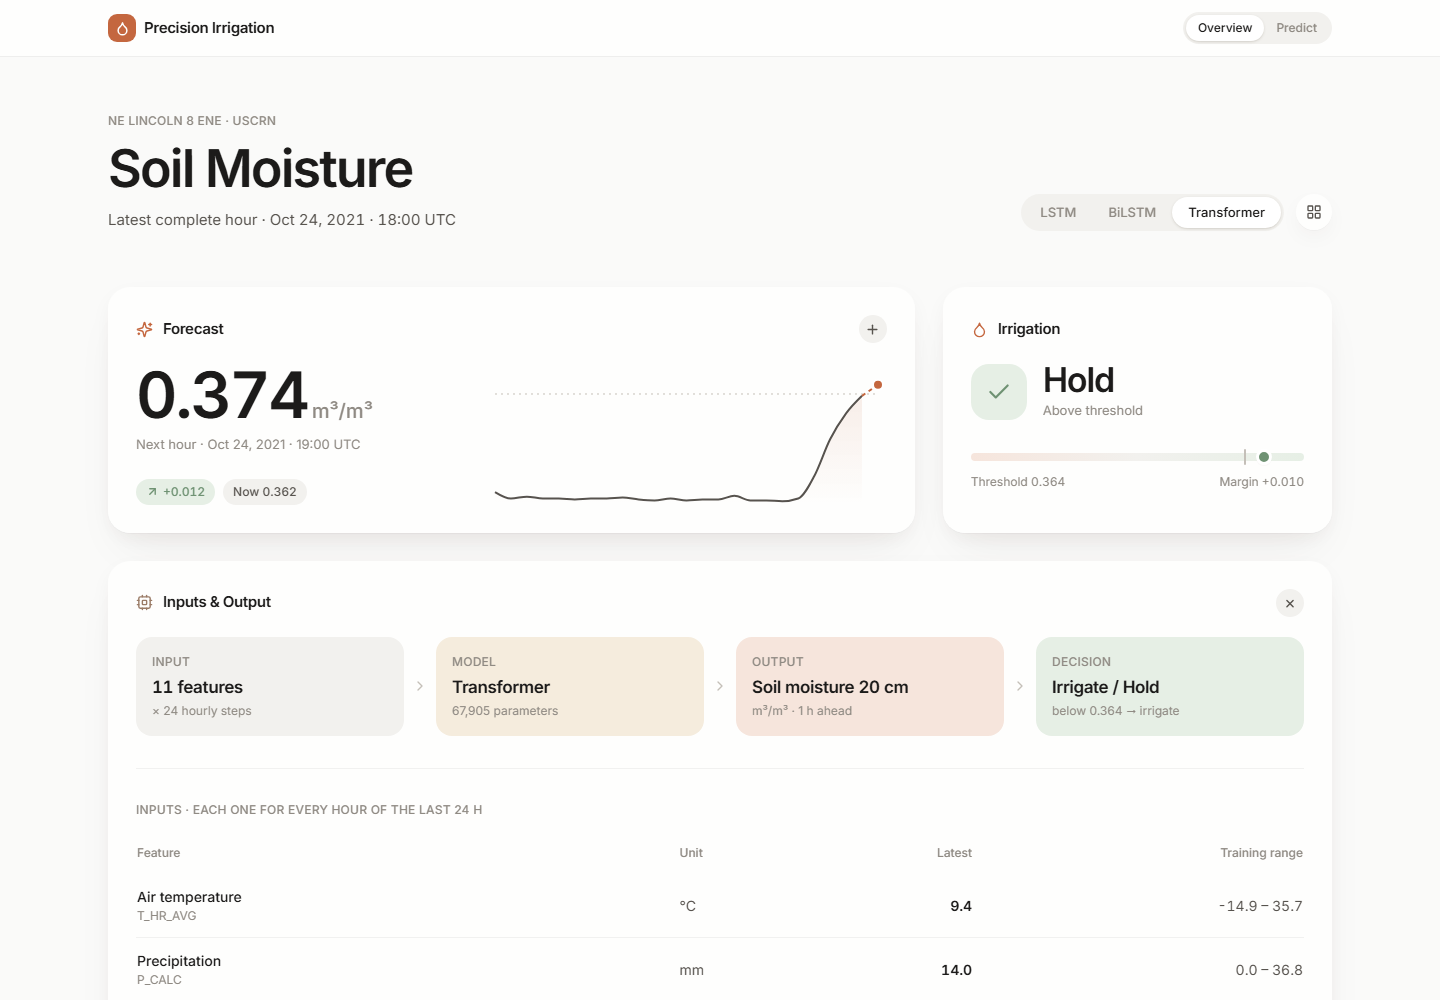 Precision Irrigation
Overview
Predict
NE LINCOLN 8 ENE · USCRN
Soil Moisture
Latest complete hour · Oct 24, 2021 · 18:00 UTC
LSTM
BiLSTM
Transformer
Forecast
0.374 m³/m³
Next hour · Oct 24, 2021 · 19:00 UTC
+0.012
Now 0.362
Irrigation
Hold
Above threshold
Threshold 0.364
Margin +0.010
Inputs & Output
INPUT
11 features
× 24 hourly steps
MODEL
Transformer
67,905 parameters
OUTPUT
Soil moisture 20 cm
m³/m³ · 1 h ahead
DECISION
Irrigate / Hold
below 0.364 → irrigate
INPUTS · EACH ONE FOR EVERY HOUR OF THE LAST 24 H
Feature Unit Latest Training range
Air temperature
T_HR_AVG
°C 9.4 -14.9 – 35.7
Precipitation
P_CALC
mm 14.0 0.0 – 36.8